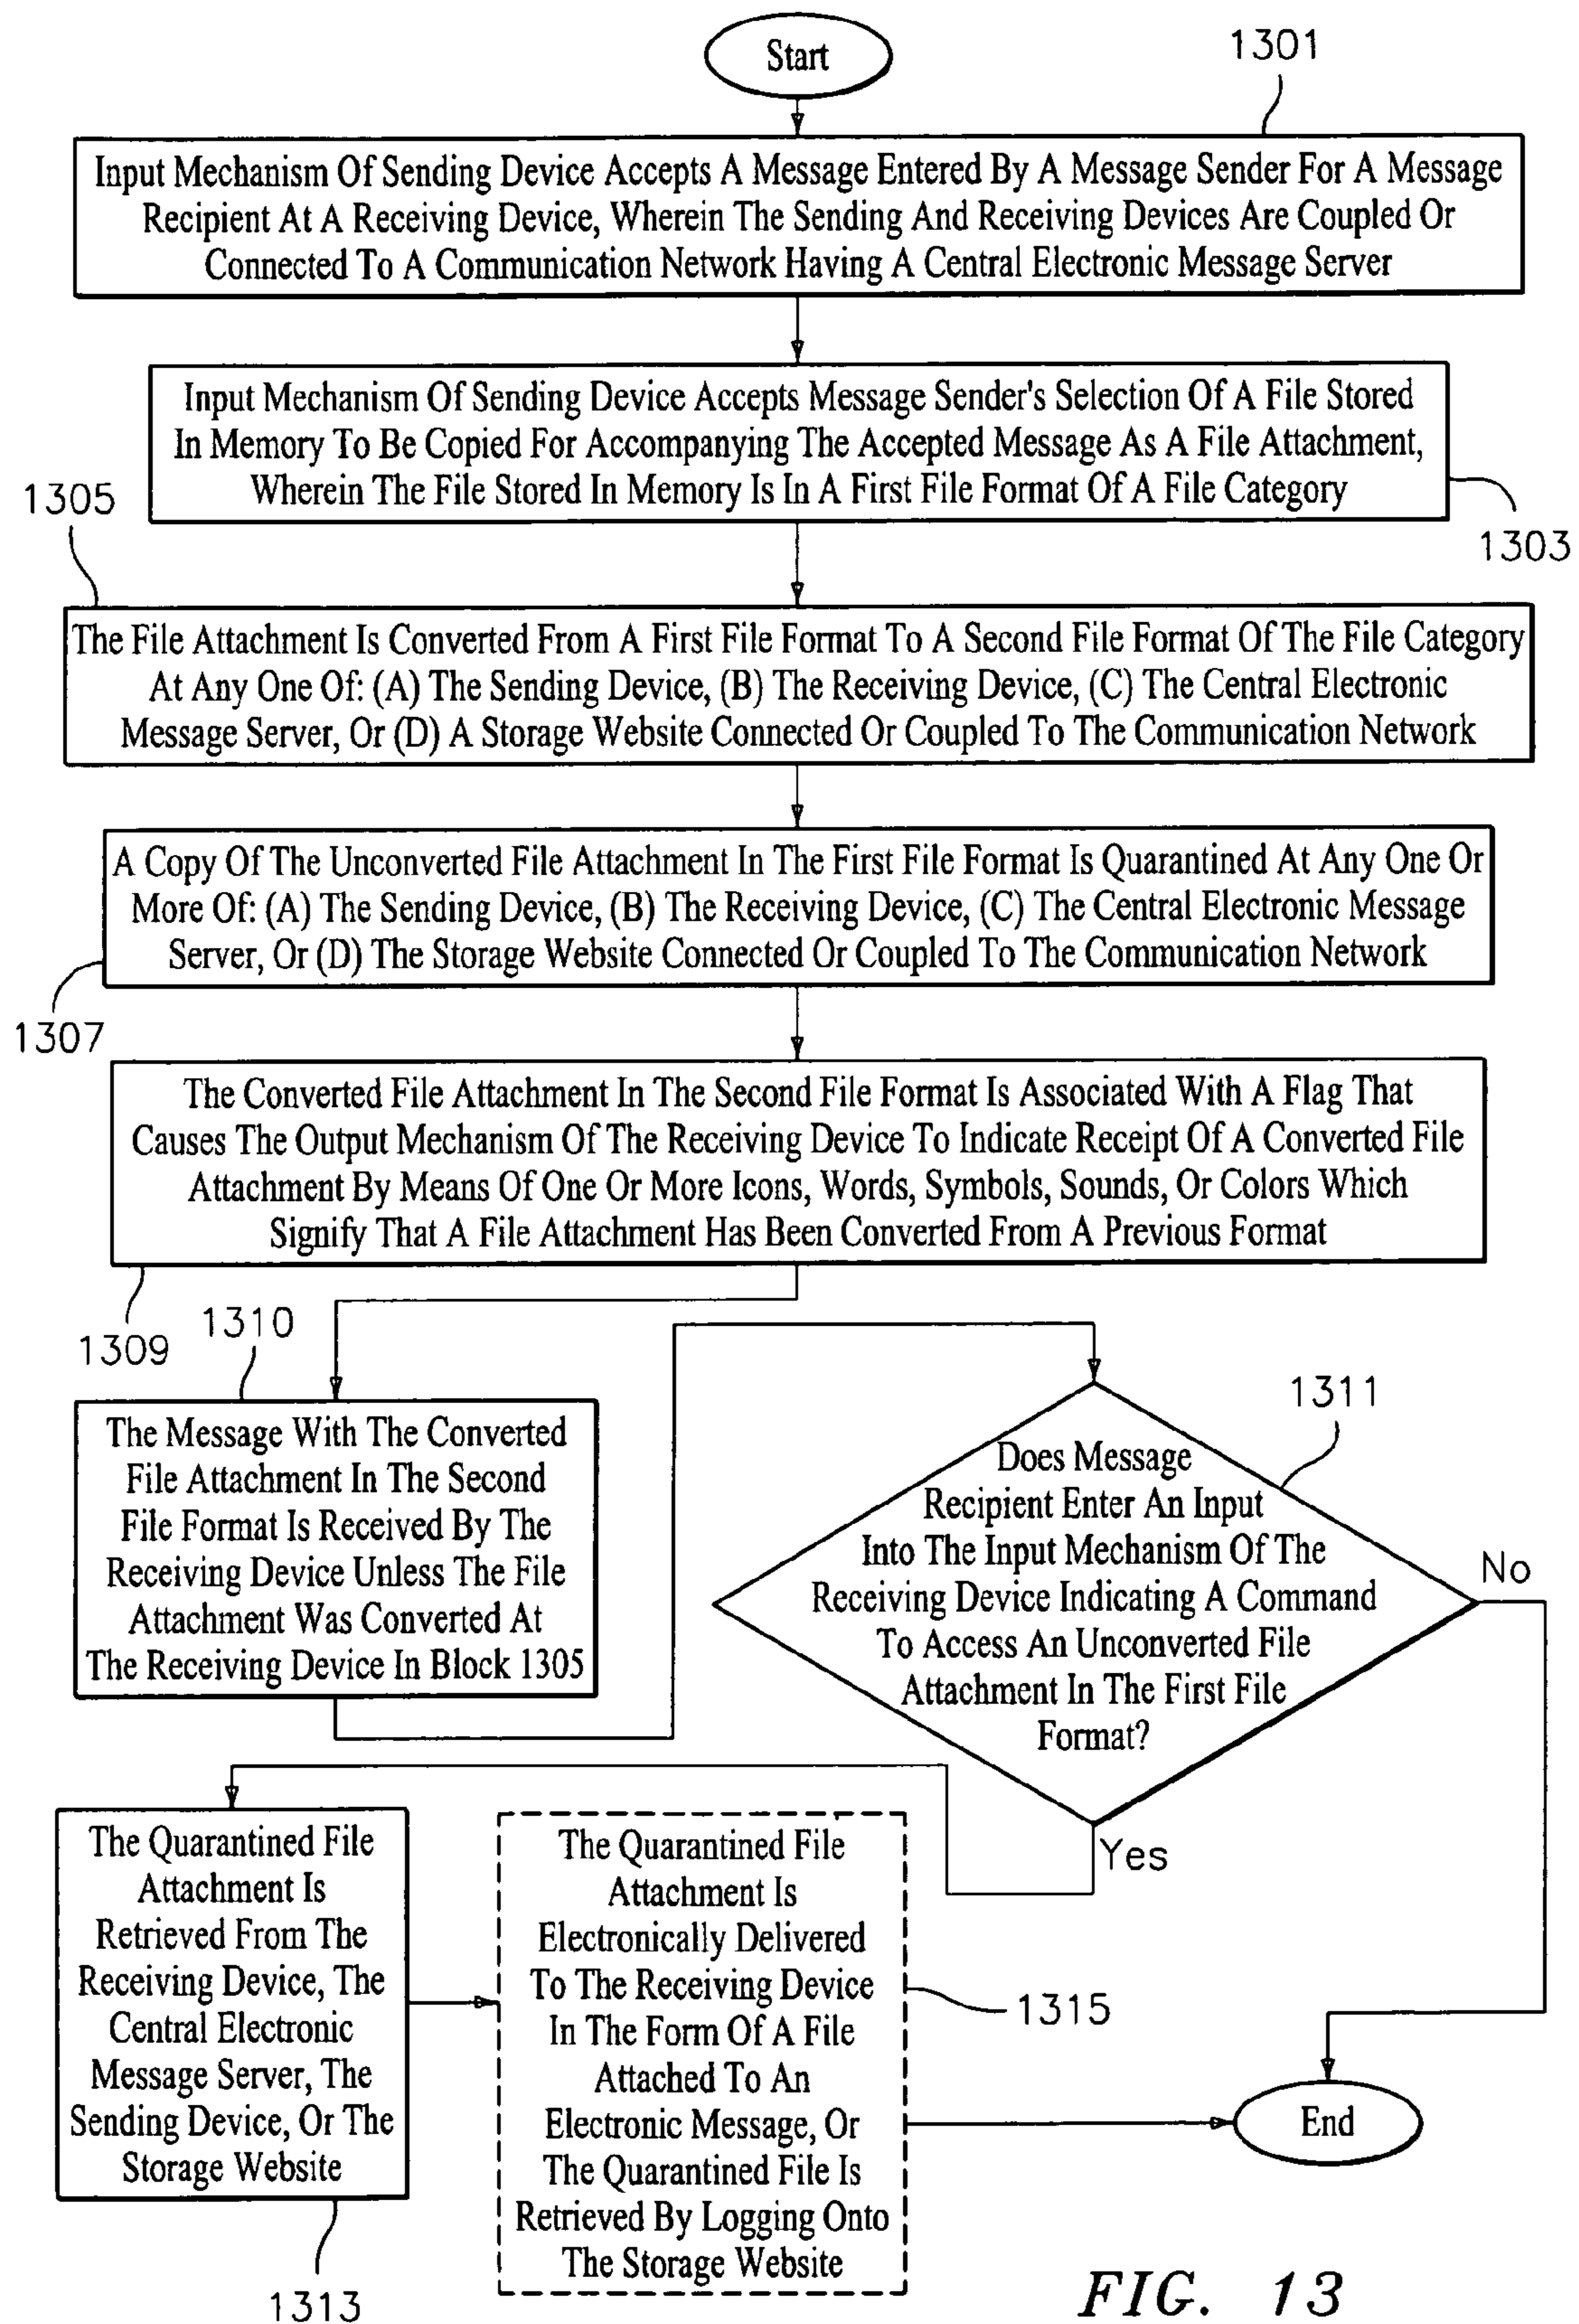 Start
1301
Input Mechanism Of Sending Device Accepts A Message Entered By A Message Sender For A Message
Recipient At A Receiving Device, Wherein The Sending And Receiving Devices Are Coupled Or
Connected To A Communication Network Having A Central Electronic Message Server
Input Mechanism Of Sending Device Accepts Message Sender's Selection Of A File Stored
In Memory To Be Copied For Accompanying The Accepted Message As A File Attachment,
Wherein The File Stored In Memory Is In A First File Format Of A File Category
1303
1305
The File Attachment Is Converted From A First File Format To A Second File Format Of The File Category
At Any One Of: (A) The Sending Device, (B) The Receiving Device, (C) The Central Electronic
Message Server, Or (D) A Storage Website Connected Or Coupled To The Communication Network
A Copy Of The Unconverted File Attachment In The First File Format Is Quarantined At Any One Or
More Of: (A) The Sending Device, (B) The Receiving Device, (C) The Central Electronic Message
Server, Or (D) The Storage Website Connected Or Coupled To The Communication Network
1307
The Converted File Attachment In The Second File Format Is Associated With A Flag That
Causes The Output Mechanism Of The Receiving Device To Indicate Receipt Of A Converted File
Attachment By Means Of One Or More Icons, Words, Symbols, Sounds, Or Colors Which
Signify That A File Attachment Has Been Converted From A Previous Format
1309
1310
The Message With The Converted
File Attachment In The Second
File Format Is Received By The
Receiving Device Unless The File
Attachment Was Converted At
The Receiving Device In Block 1305
1311
Does Message
Recipient Enter An Input
Into The Input Mechanism Of The
Receiving Device Indicating A Command
To Access An Unconverted File
Attachment In The First File
Format?
No
Yes
The Quarantined File
Attachment Is
Retrieved From The
Receiving Device, The
Central Electronic
Message Server, The
Sending Device, Or The
Storage Website
1313
The Quarantined File
Attachment Is
Electronically Delivered
To The Receiving Device
In The Form Of A File
Attached To An
Electronic Message, Or
The Quarantined File Is
Retrieved By Logging Onto
The Storage Website
1315
End
FIG. 13